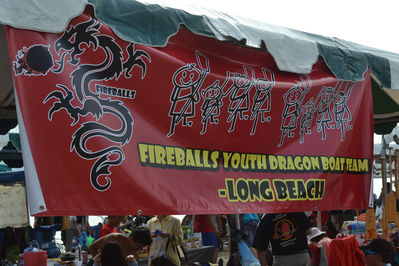 FIREBALLS
FIREBALLS YOUTH DRAGON BOAT TEAM
-LONG BEACH